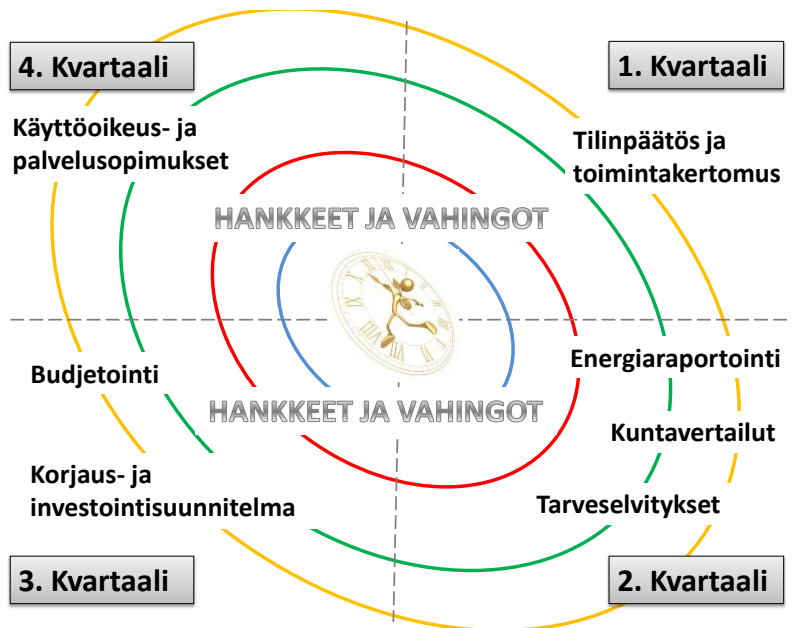 4. Kvartaali
1. Kvartaali
Käyttöoikeus- ja
palvelusopimukset
Tilinpäätös ja
toimintakertomus
HANKKEET JA VAHINGOT
Budjetointi
Energiaraportointi
HANKKEET JA VAHINGOT
Kuntavertailut
Korjaus- ja
investointisuunnitelma
Tarveselvitykset
3. Kvartaali
2. Kvartaali